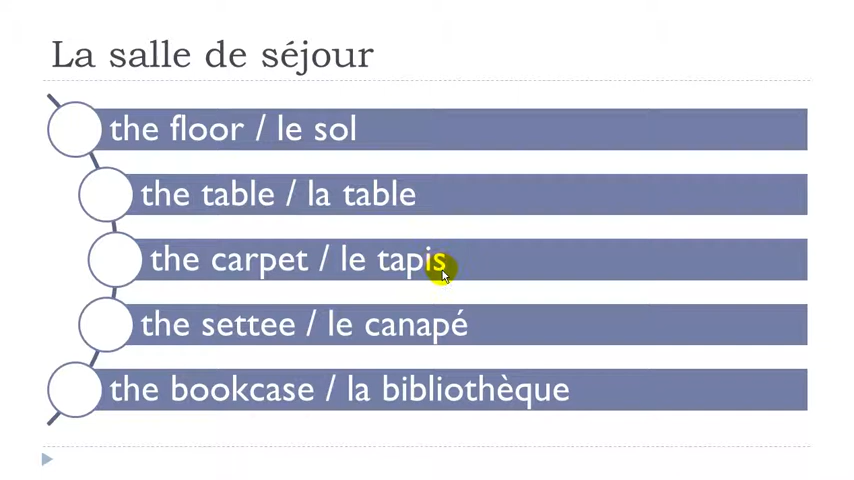 La salle de séjour
the floor / le sol
the table / la table
the carpet / le tapis
the settee / le canapé
the bookcase / la bibliothèque